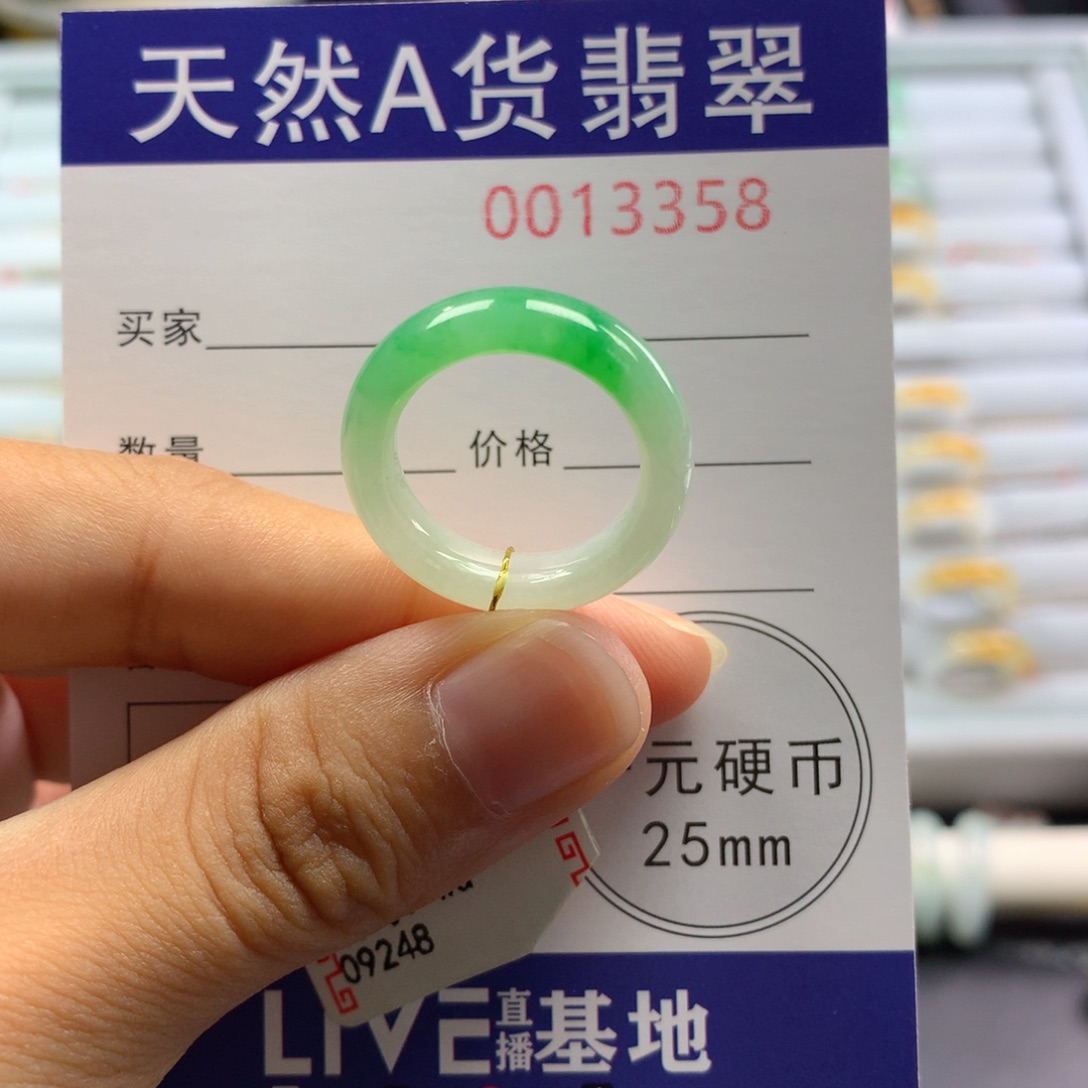 天然A货翡翠
0013358
买家
数量 价格
元硬币
25mm
09248
LIVE直播基地